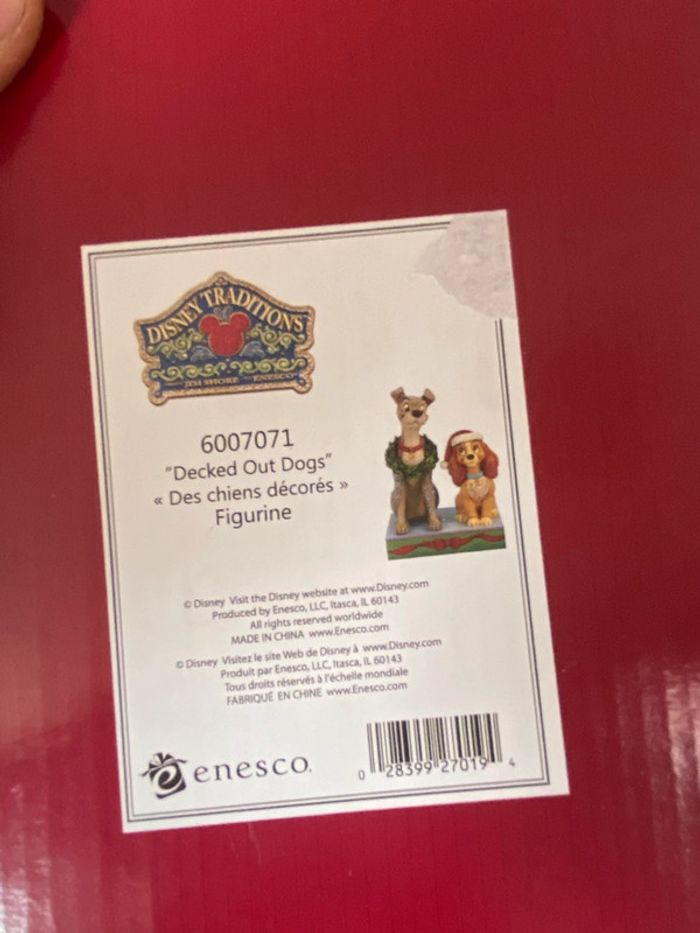 DISNEY TRADITIONS
JIM SHORE ENESCO
6007071
"Decked Out Dogs"
« Des chiens décorés »
Figurine
© Disney Visit the Disney website at www.Disney.com
Produced by Enesco, LLC, Itasca, IL 60143
All rights reserved worldwide
MADE IN CHINA www.Enesco.com
© Disney Visitez le site Web de Disney à www.Disney.com
Produit par Enesco, LLC, Itasca, IL 60143
Tous droits réservés à l'échelle mondiale
FABRIQUÉ EN CHINE www.Enesco.com
enesco.
0 28399 27019 4